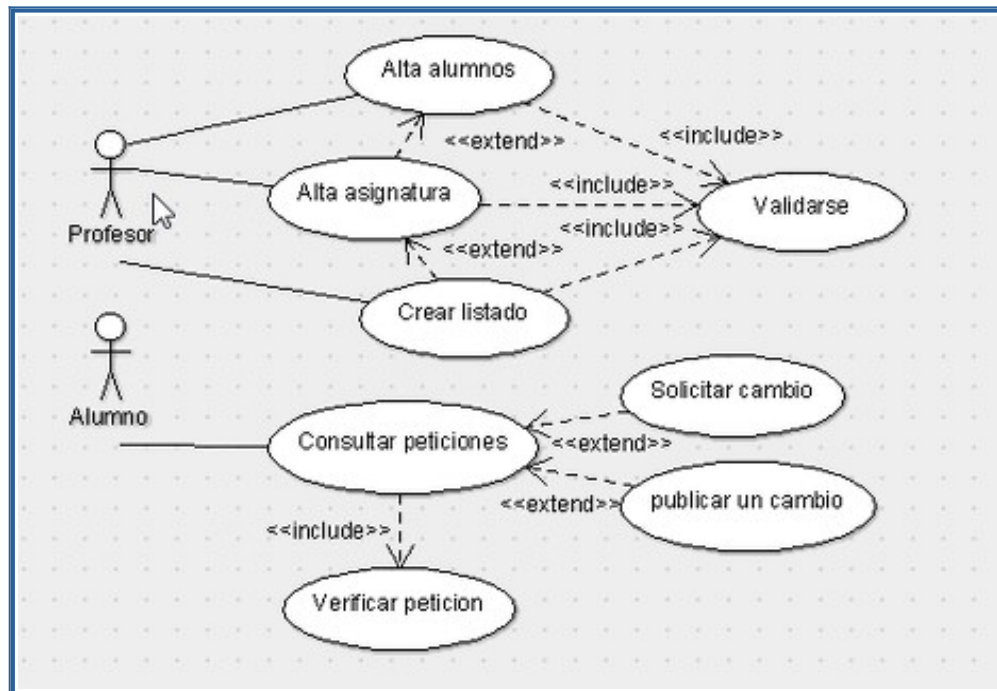 Alta alumnos
<<extend>>
<<include>>
Alta asignatura
<<include>>
Validarse
<<include>>
Profesor
<<extend>>
Crear listado
Solicitar cambio
Alumno
Consultar peticiones
<<extend>>
publicar un cambio
<<extend>>
<<include>>
Verificar peticion